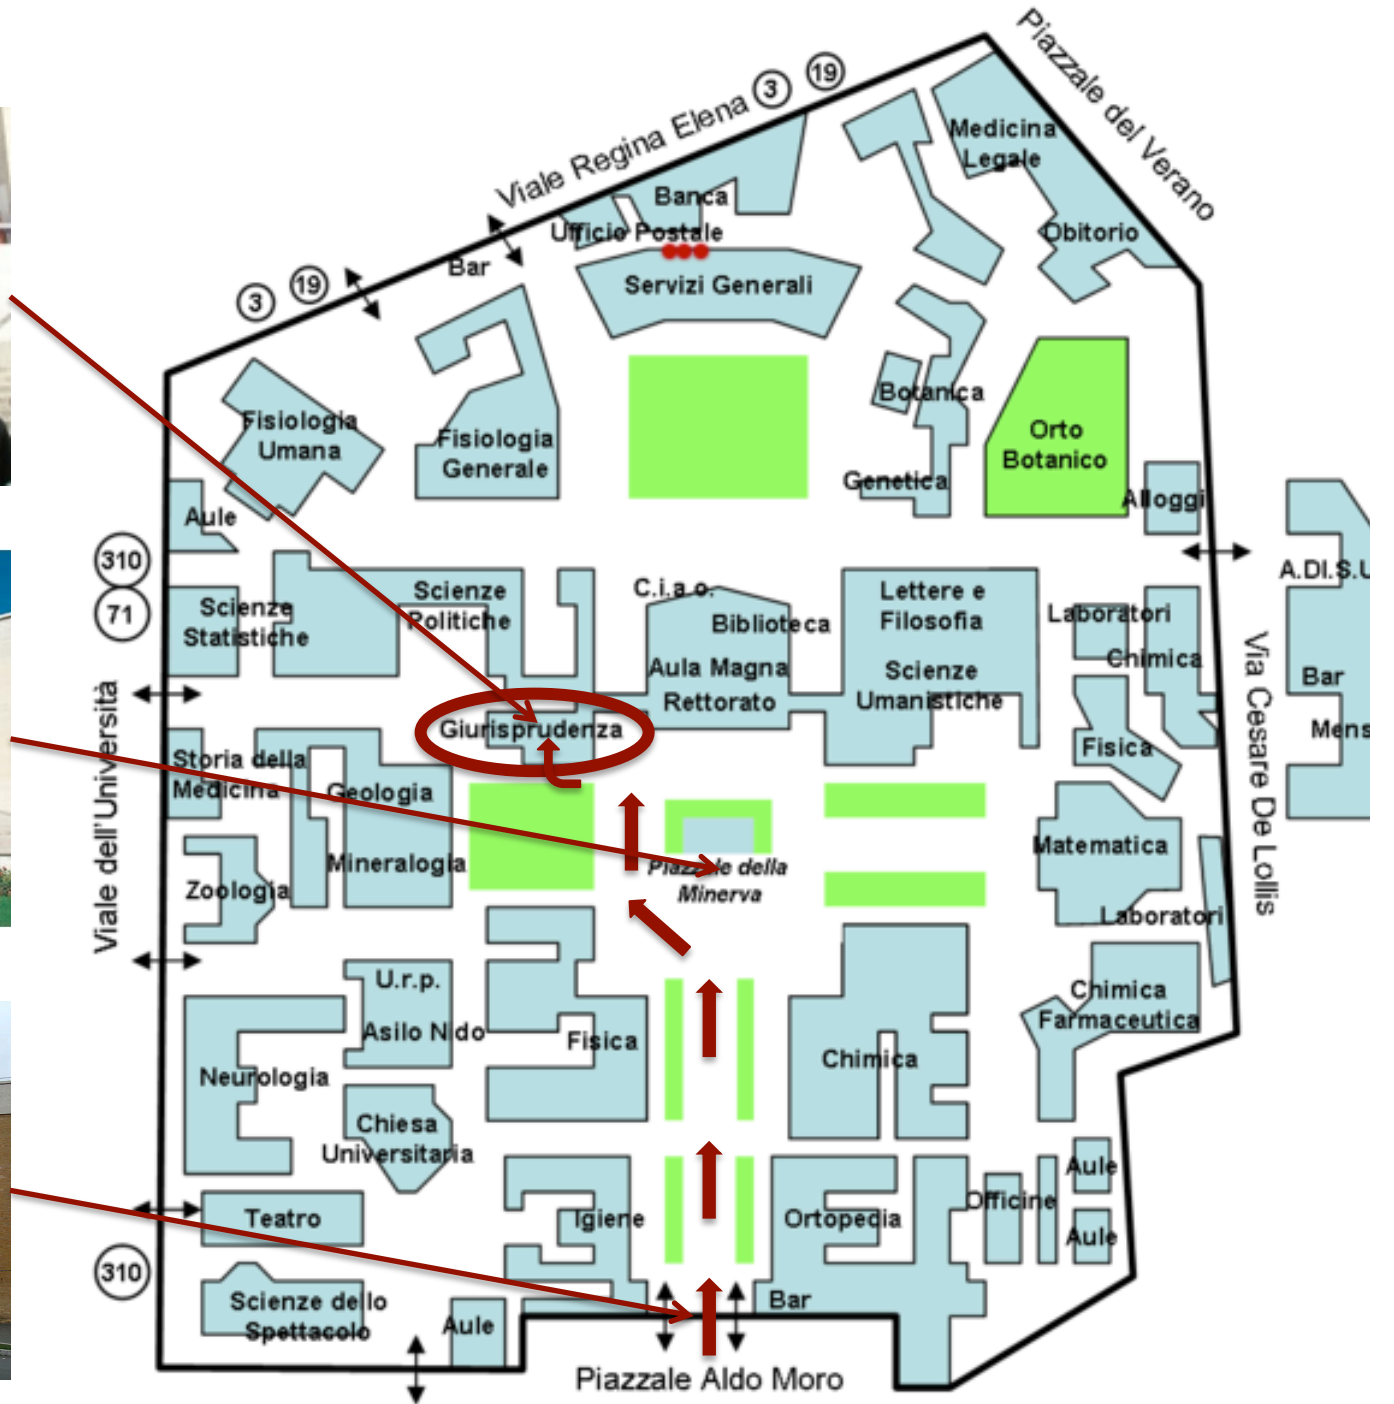 Piazzale del Verano
3
19
Viale Regina Elena
Medicina
Legale
Banca
Ufficio Postale
Obitorio
Bar
3
19
Servizi Generali
Botanica
Fisiologia
Umana
Fisiologia
Generale
Orto
Botanico
Genetica
Alloggi
Aule
310
71
A.DI.S.U
Scienze
Politiche
C.i.a.o.
Lettere e
Filosofia
Scienze
Statistiche
Biblioteca
Laboratori
Chimica
Aula Magna
Rettorato
Scienze
Umanistiche
Bar
Mens
Giurisprudenza
Fisica
Viale dell'Università
Via Cesare De Lollis
Storia della
Medicina
Geologia
Mineralogia
Matematica
Piazzale della
Minerva
Zoologia
Laboratori
U.r.p.
Asilo Nido
Fisica
Chimica
Chimica
Farmaceutica
Neurologia
Chiesa
Universitaria
Aule
Officine
Teatro
Igiene
Ortopedia
Aule
310
Scienze dello
Spettacolo
Aule
Bar
Piazzale Aldo Moro